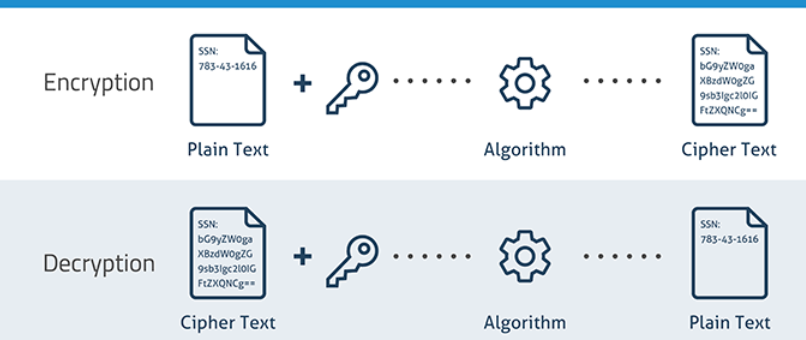 Encryption
SSN:
783-43-1616
+
Plain Text
Algorithm
SSN:
bG9yZW0ga
XBzdW0gZG
9sb3Igc2l0IG
FtZXQNCg==
Cipher Text
Decryption
SSN:
bG9yZW0ga
XBzdW0gZG
9sb3Igc2l0IG
FtZXQNCg==
+
Cipher Text
Algorithm
SSN:
783-43-1616
Plain Text